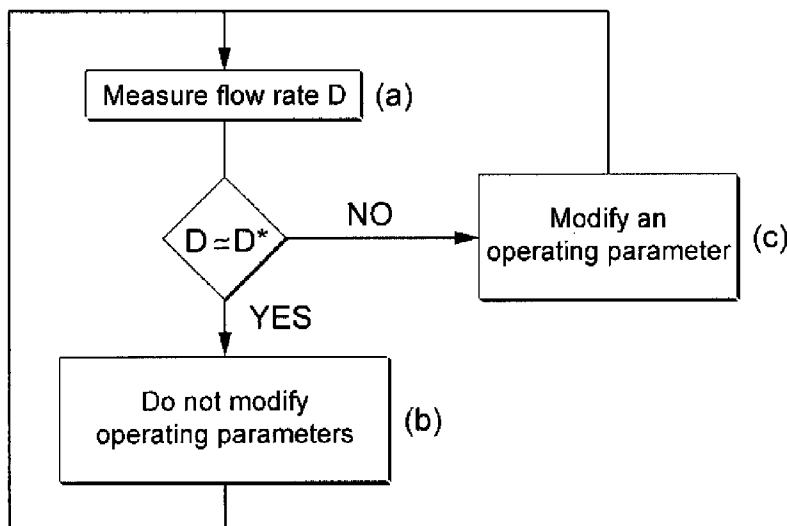 Measure flow rate D
(a)
D ≃ D*
NO
Modify an
operating parameter
(c)
YES
Do not modify
operating parameters
(b)